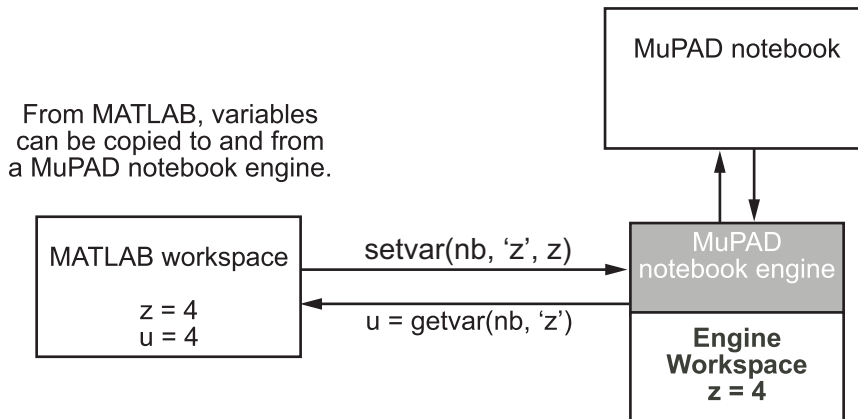 MuPAD notebook
From MATLAB, variables
can be copied to and from
a MuPAD notebook engine.
MATLAB workspace
z = 4
u = 4
setvar(nb, ‘z’, z)
u = getvar(nb, ‘z’)
MuPAD
notebook engine
Engine
Workspace
z = 4